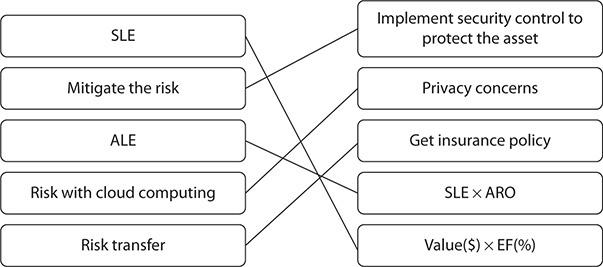 SLE
Mitigate the risk
ALE
Risk with cloud computing
Risk transfer
Implement security control to
protect the asset
Privacy concerns
Get insurance policy
SLE × ARO
Value($) × EF(%)